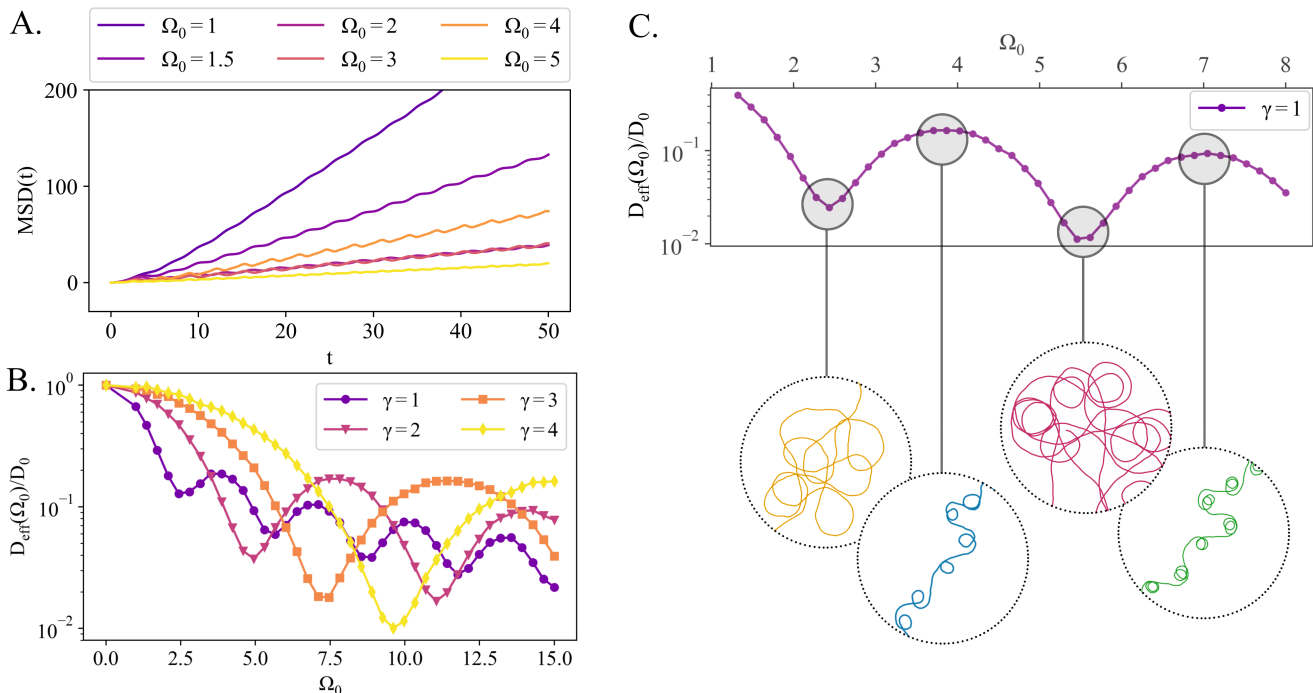 A.
Ω₀ = 1 Ω₀ = 2 Ω₀ = 4
Ω₀ = 1.5 Ω₀ = 3 Ω₀ = 5
200
100
0
MSD(t)
0 10 20 30 40 50
t
B.
10⁰
10⁻¹
10⁻²
D_eff(Ω₀)/D₀
γ = 1 γ = 3
γ = 2 γ = 4
0.0 2.5 5.0 7.5 10.0 12.5 15.0
Ω₀
C.
Ω₀
1 2 3 4 5 6 7 8
γ = 1
10⁻¹
10⁻²
D_eff(Ω₀)/D₀